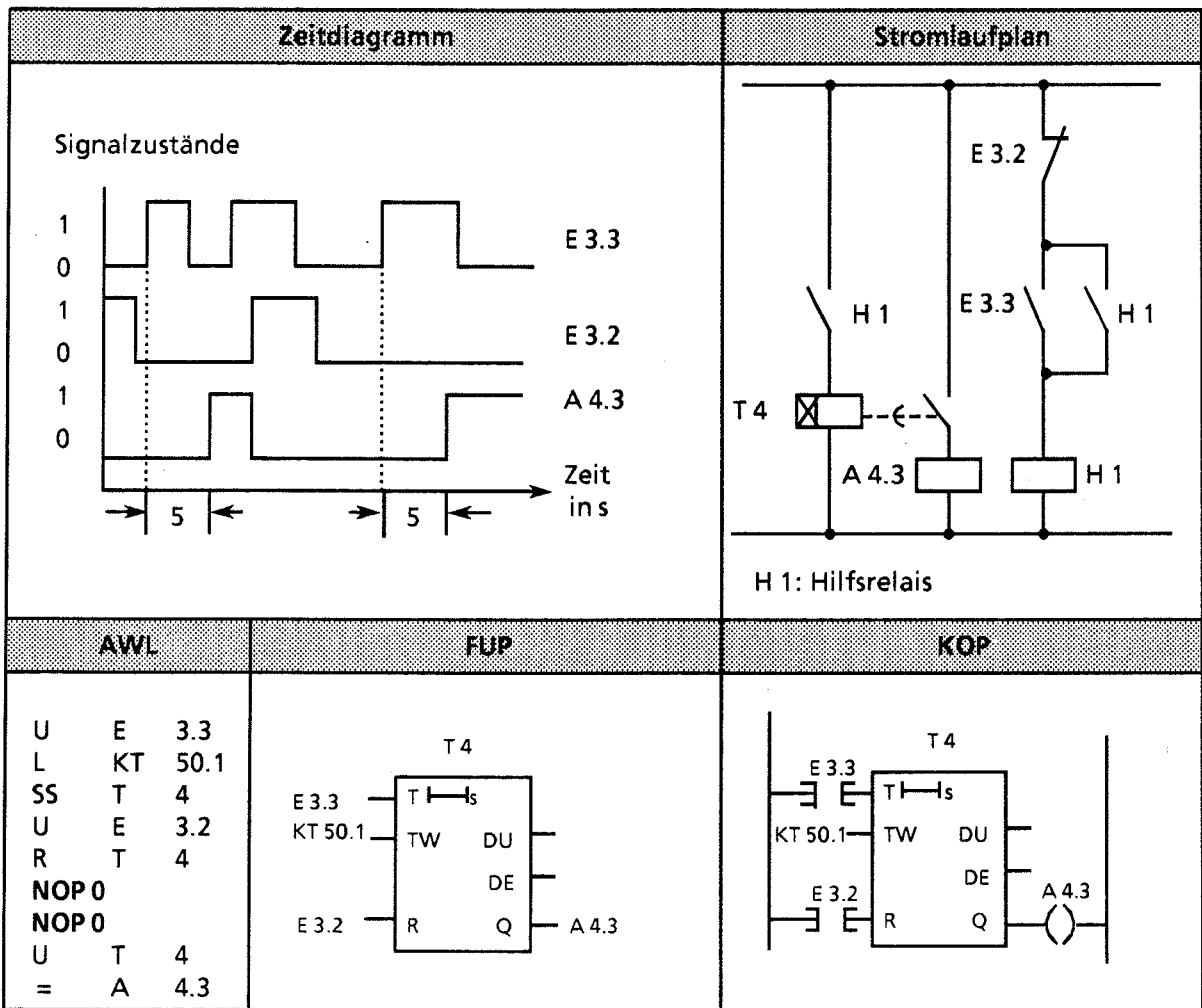 Zeitdiagramm
Stromlaufplan
Signalzustände
1
0
E 3.3
1
0
E 3.2
1
0
A 4.3
Zeit
in s
5
5
E 3.2
H 1
E 3.3
H 1
T 4
A 4.3
H 1
H 1: Hilfsrelais
AWL
FUP
KOP
U E 3.3
L KT 50.1
SS T 4
U E 3.2
R T 4
NOP 0
NOP 0
U T 4
= A 4.3
T 4
E 3.3
T s
KT 50.1
TW DU
DE
E 3.2
R Q
A 4.3
T 4
E 3.3
T s
KT 50.1
TW DU
DE
E 3.2
R Q
A 4.3